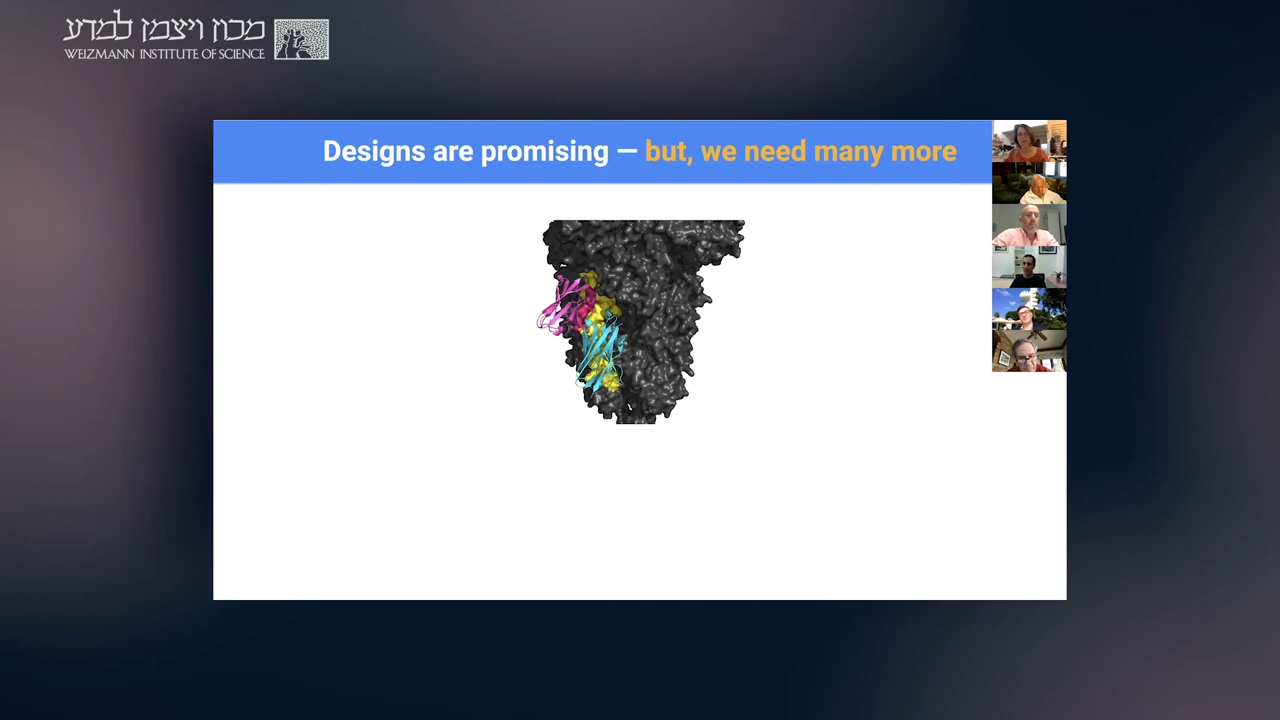 מכון ויצמן למדע
WEIZMANN INSTITUTE OF SCIENCE
Designs are promising — but, we need many more